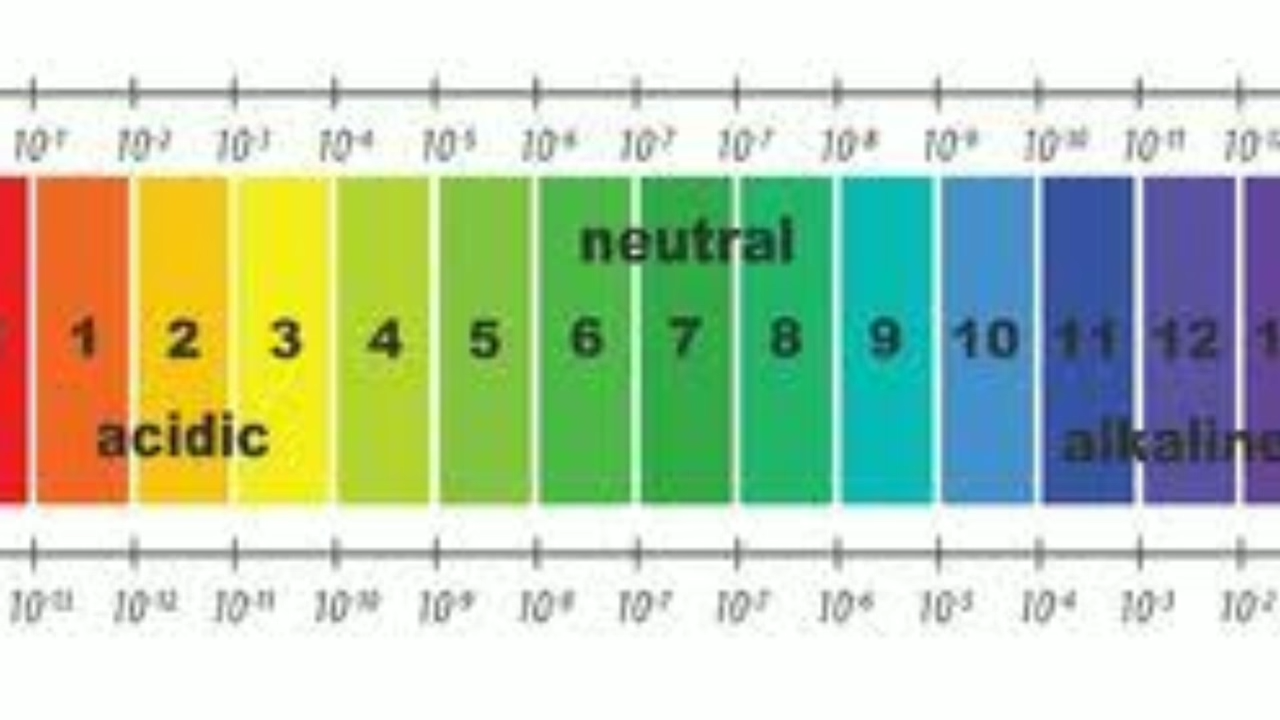 10⁻¹ 10⁻² 10⁻³ 10⁻⁴ 10⁻⁵ 10⁻⁶ 10⁻⁷ 10⁻⁷ 10⁻⁸ 10⁻⁹ 10⁻¹⁰ 10⁻¹¹
neutral
1 2 3 4 5 6 7 8 9 10 11 12
acidic alkaline
10⁻¹³ 10⁻¹² 10⁻¹¹ 10⁻¹⁰ 10⁻⁹ 10⁻⁸ 10⁻⁷ 10⁻⁷ 10⁻⁶ 10⁻⁵ 10⁻⁴ 10⁻³ 10⁻²